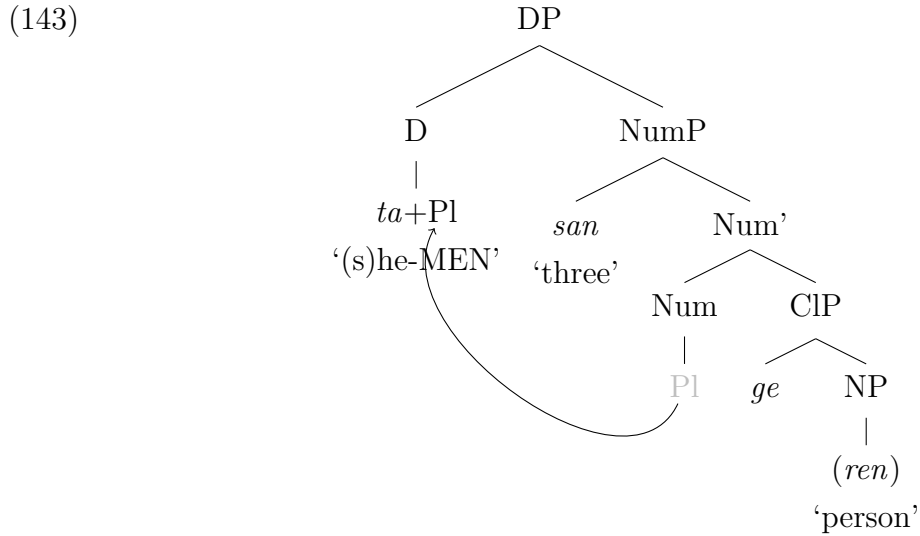 (143)
DP
D NumP
ta+Pl san Num'
‘(s)he-MEN’ ‘three’
Num ClP
Pl ge NP
(ren)
‘person’